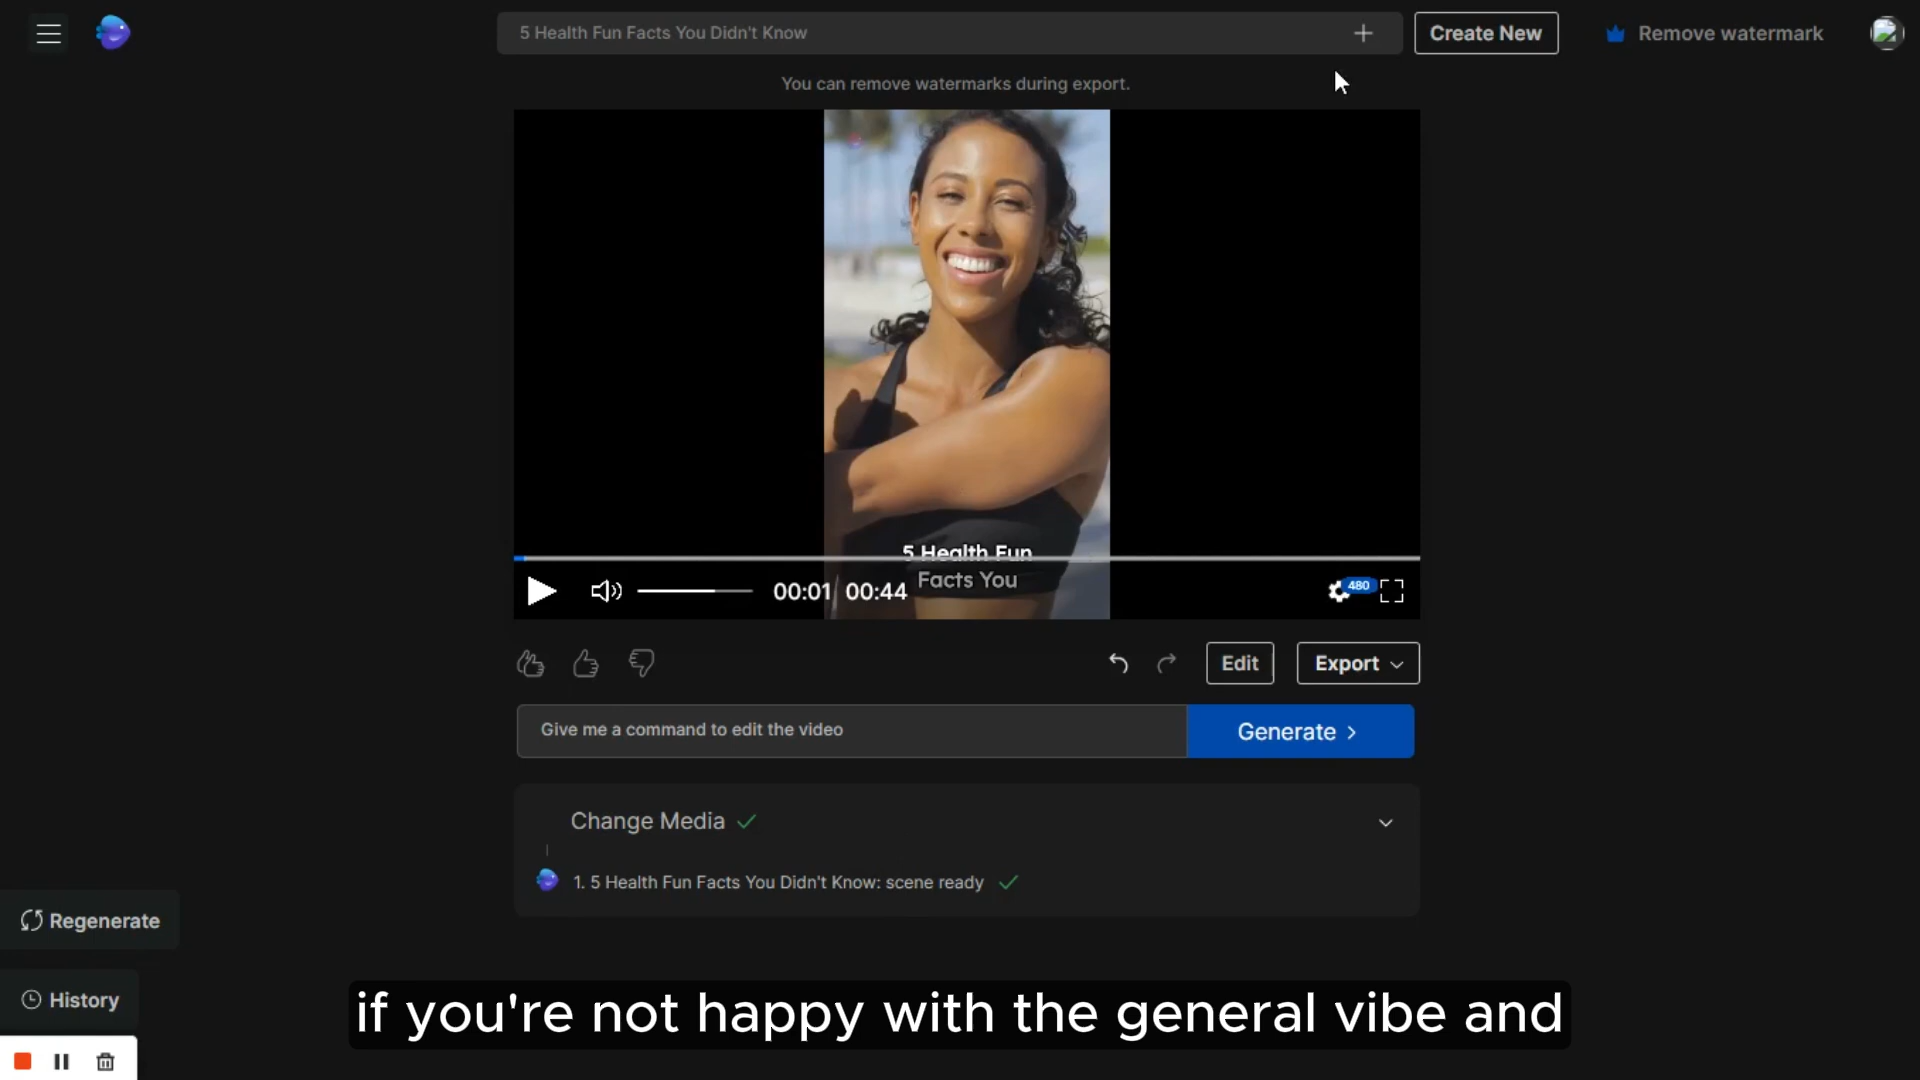 5 Health Fun Facts You Didn't Know
Create New
Remove watermark
You can remove watermarks during export.
5 Health Fun
Facts You
00:01 00:44
480
Edit
Export
Give me a command to edit the video
Generate
Change Media
1. 5 Health Fun Facts You Didn't Know: scene ready
Regenerate
History
if you're not happy with the general vibe and